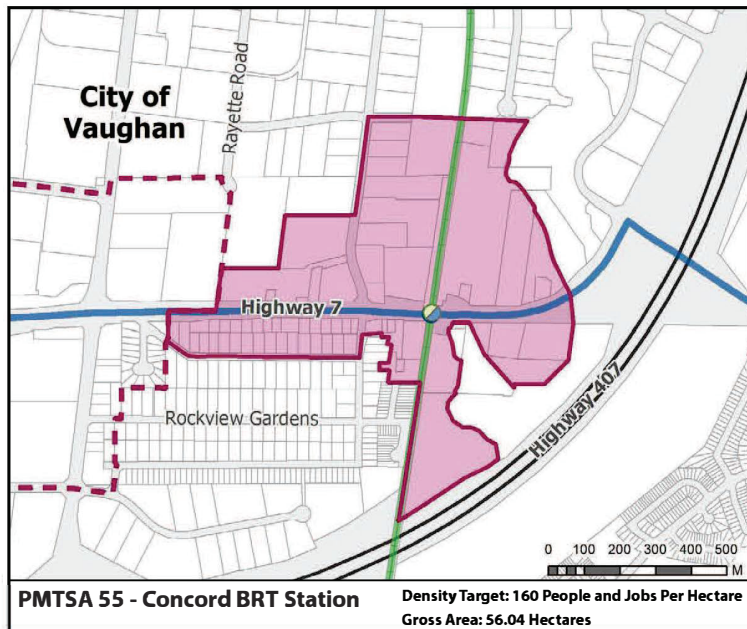 City of
Vaughan
Rayette Road
Highway 7
Rockview Gardens
Highway 407
0 100 200 300 400 500
M
PMTSA 55 - Concord BRT Station
Density Target: 160 People and Jobs Per Hectare
Gross Area: 56.04 Hectares